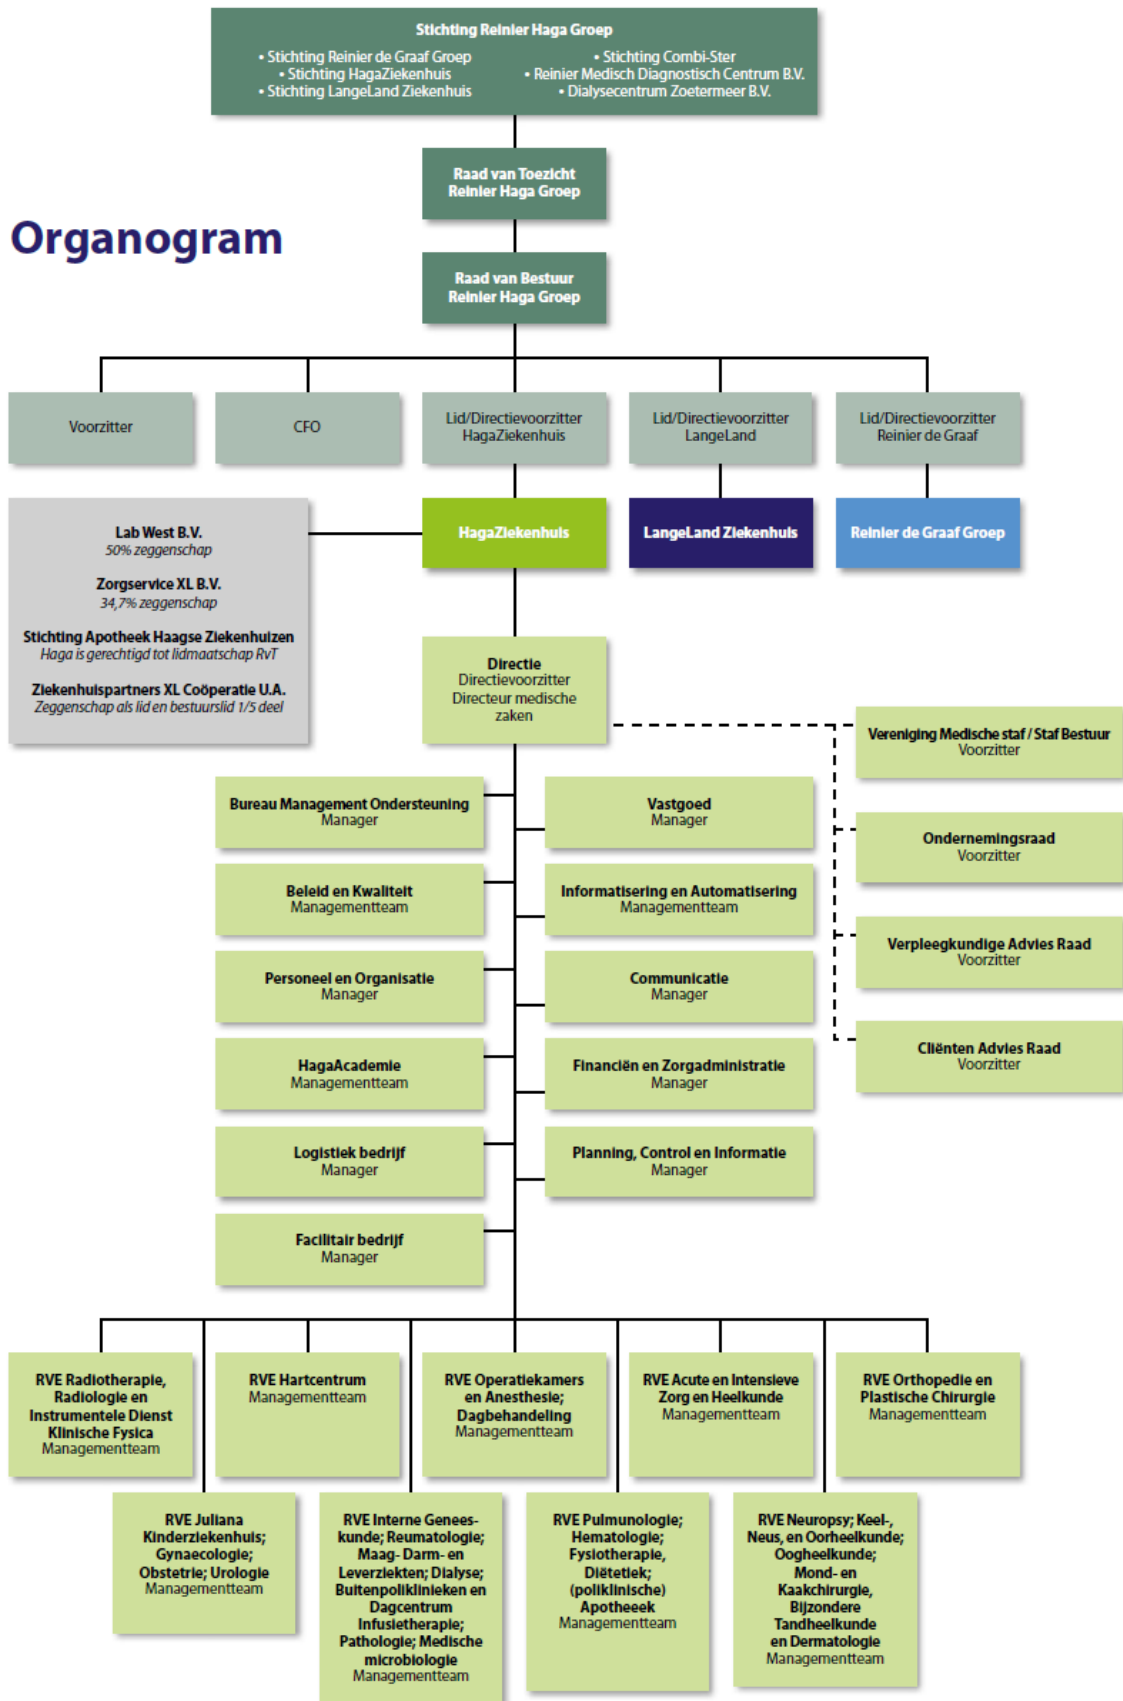 Stichting Reinier Haga Groep
• Stichting Reinier de Graaf Groep
• Stichting HagaZiekenhuis
• Stichting LangeLand Ziekenhuis
• Stichting Combi-Ster
• Reinier Medisch Diagnostisch Centrum B.V.
• Dialysecentrum Zoetermeer B.V.
Raad van Toezicht
Reinier Haga Groep
Organogram
Raad van Bestuur
Reinier Haga Groep
Voorzitter
CFO
Lid/Directievoorzitter
HagaZiekenhuis
Lid/Directievoorzitter
LangeLand
Lid/Directievoorzitter
Reinier de Graaf
Lab West B.V.
50% zeggenschap
Zorgservice XL B.V.
34,7% zeggenschap
Stichting Apotheek Haagse Ziekenhuizen
Haga is gerechtigd tot lidmaatschap RvT
Ziekenhuispartners XL Coöperatie U.A.
Zeggenschap als lid en bestuurslid 1/5 deel
HagaZiekenhuis
LangeLand Ziekenhuis
Reinier de Graaf Groep
Directie
Directievoorzitter
Directeur medische
zaken
Vereniging Medische staf / Staf Bestuur
Voorzitter
Ondernemingsraad
Voorzitter
Verpleegkundige Advies Raad
Voorzitter
Cliënten Advies Raad
Voorzitter
Bureau Management Ondersteuning
Manager
Vastgoed
Manager
Beleid en Kwaliteit
Managementteam
Informatisering en Automatisering
Managementteam
Personeel en Organisatie
Manager
Communicatie
Manager
HagaAcademie
Managementteam
Financiën en Zorgadministratie
Manager
Logistiek bedrijf
Manager
Planning, Control en Informatie
Manager
Facilitair bedrijf
Manager
RVE Radiotherapie,
Radiologie en
Instrumentele Dienst
Klinische Fysica
Managementteam
RVE Hartcentrum
Managementteam
RVE Operatiekamers
en Anesthesie;
Dagbehandeling
Managementteam
RVE Acute en Intensieve
Zorg en Heelkunde
Managementteam
RVE Orthopedie en
Plastische Chirurgie
Managementteam
RVE Juliana
Kinderziekenhuis;
Gynaecologie;
Obstetrie; Urologie
Managementteam
RVE Interne Genees-
kunde; Reumatologie;
Maag- Darm- en
Leverziekten; Dialyse;
Buitenpoliklinieken en
Dagcentrum
Infusietherapie;
Pathologie; Medische
microbiologie
Managementteam
RVE Pulmunologie;
Hematologie;
Fysiotherapie,
Diëtetiek;
(poliklinische)
Apotheeek
Managementteam
RVE Neuropsy; Keel-,
Neus, en Oorheelkunde;
Oogheelkunde;
Mond- en
Kaakchirurgie,
Bijzondere
Tandheelkunde
en Dermatologie
Managementteam